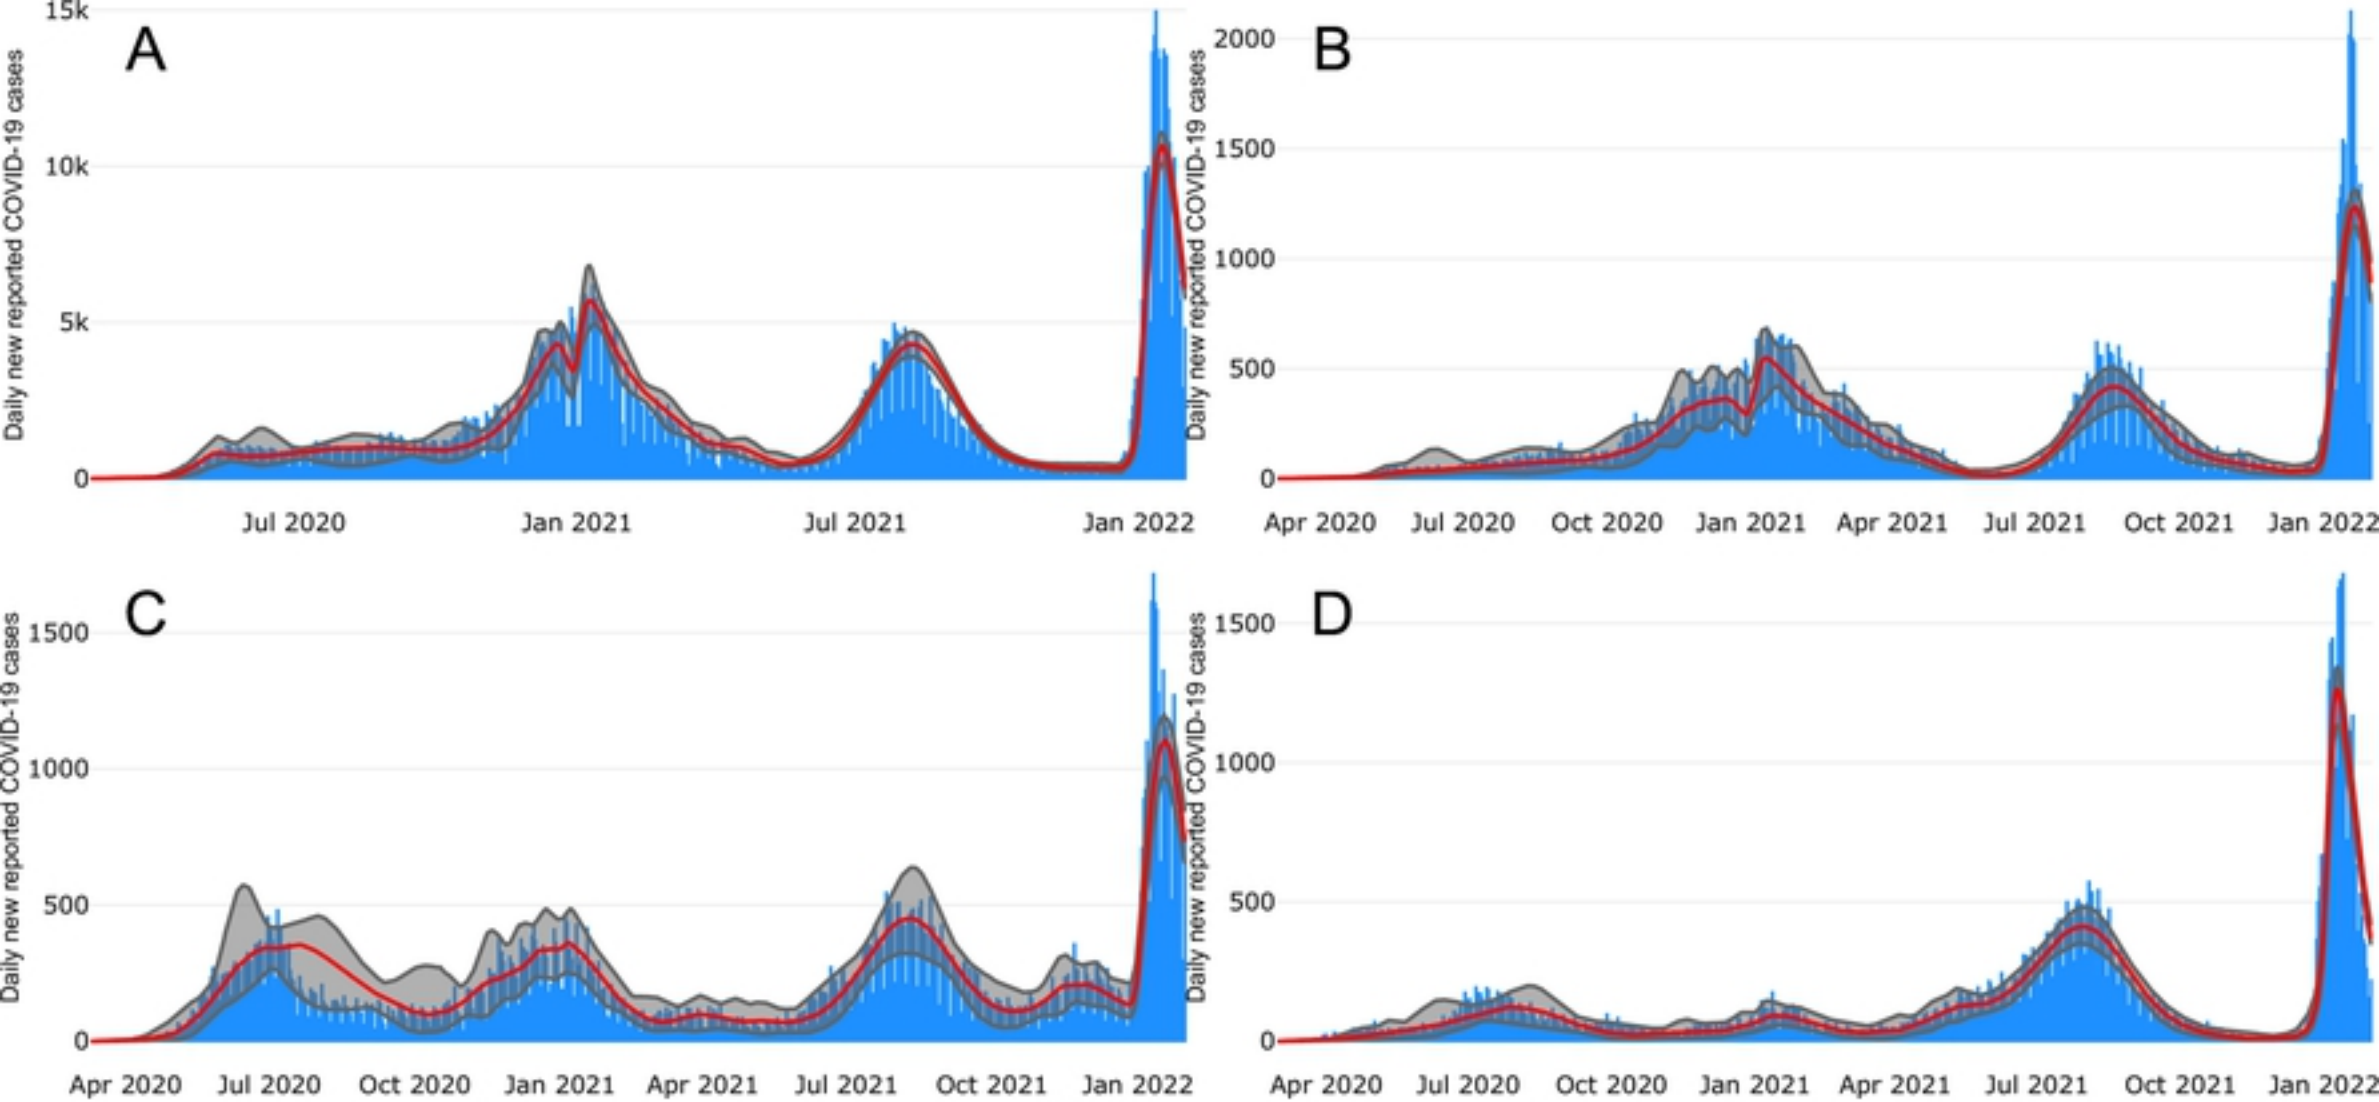 A
Daily new reported COVID-19 cases
15k
10k
5k
0
Jul 2020 Jan 2021 Jul 2021 Jan 2022
B
Daily new reported COVID-19 cases
2000
1500
1000
500
0
Apr 2020 Jul 2020 Oct 2020 Jan 2021 Apr 2021 Jul 2021 Oct 2021 Jan 2022
C
Daily new reported COVID-19 cases
1500
1000
500
0
Apr 2020 Jul 2020 Oct 2020 Jan 2021 Apr 2021 Jul 2021 Oct 2021 Jan 2022
D
Daily new reported COVID-19 cases
1500
1000
500
0
Apr 2020 Jul 2020 Oct 2020 Jan 2021 Apr 2021 Jul 2021 Oct 2021 Jan 2022